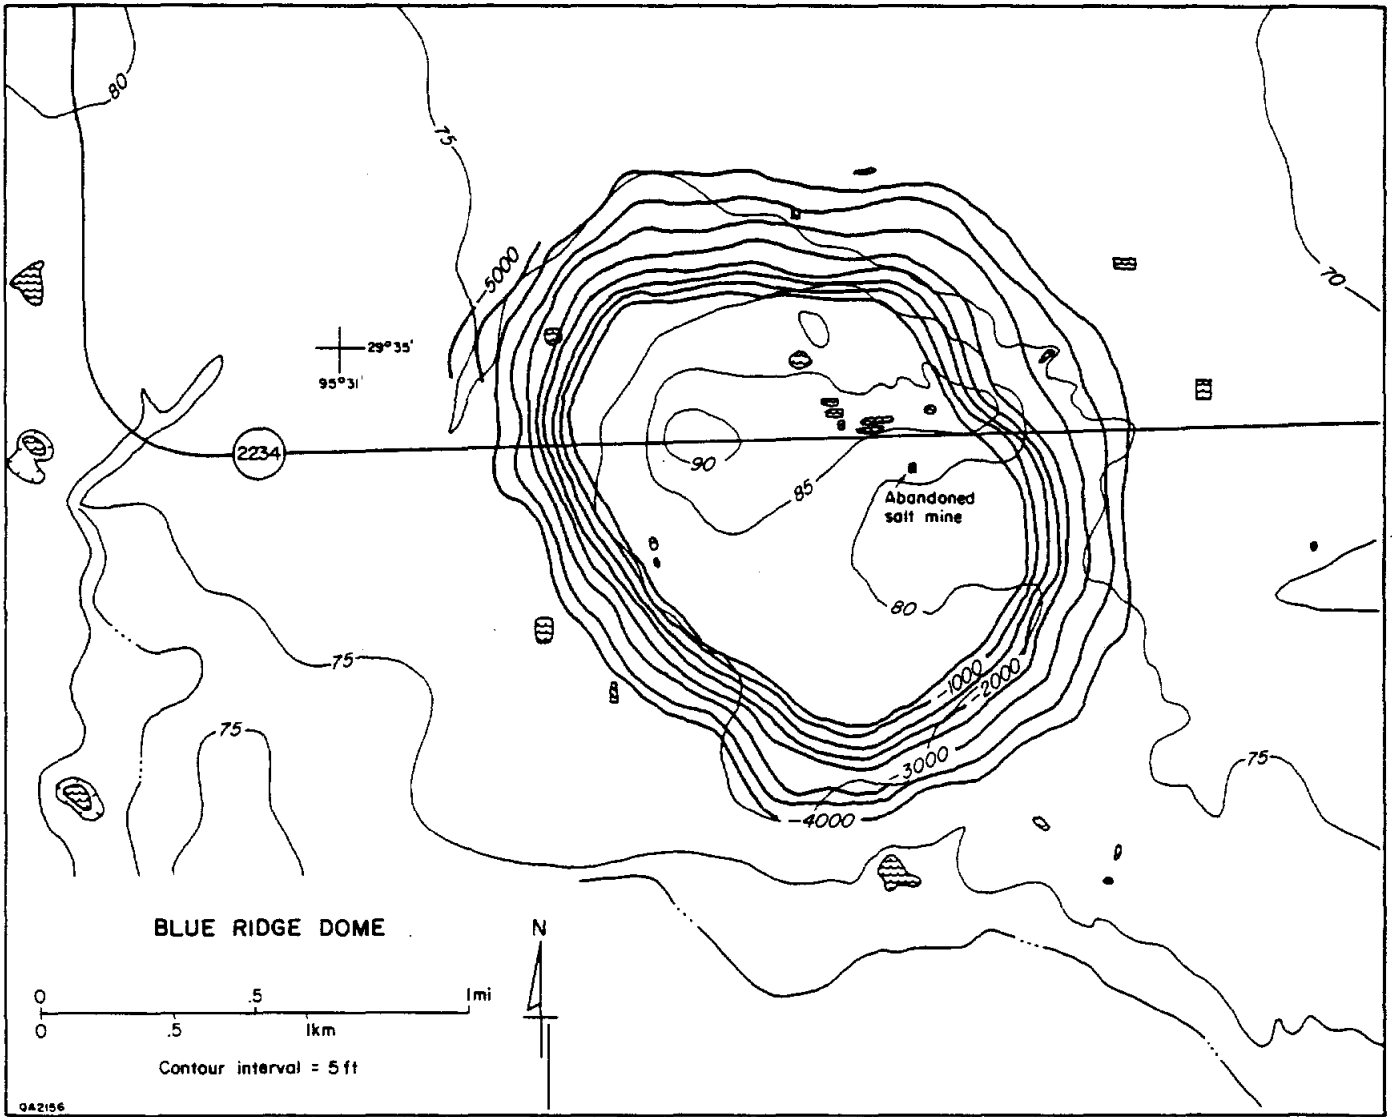 80
75
70
-5000
29°35'
95°31'
2234
90
85
Abandoned
salt mine
80
75
-1000
-2000
75
-3000
75
-4000
BLUE RIDGE DOME
N
0 .5 1mi
0 .5 1km
Contour interval = 5 ft
QA2156